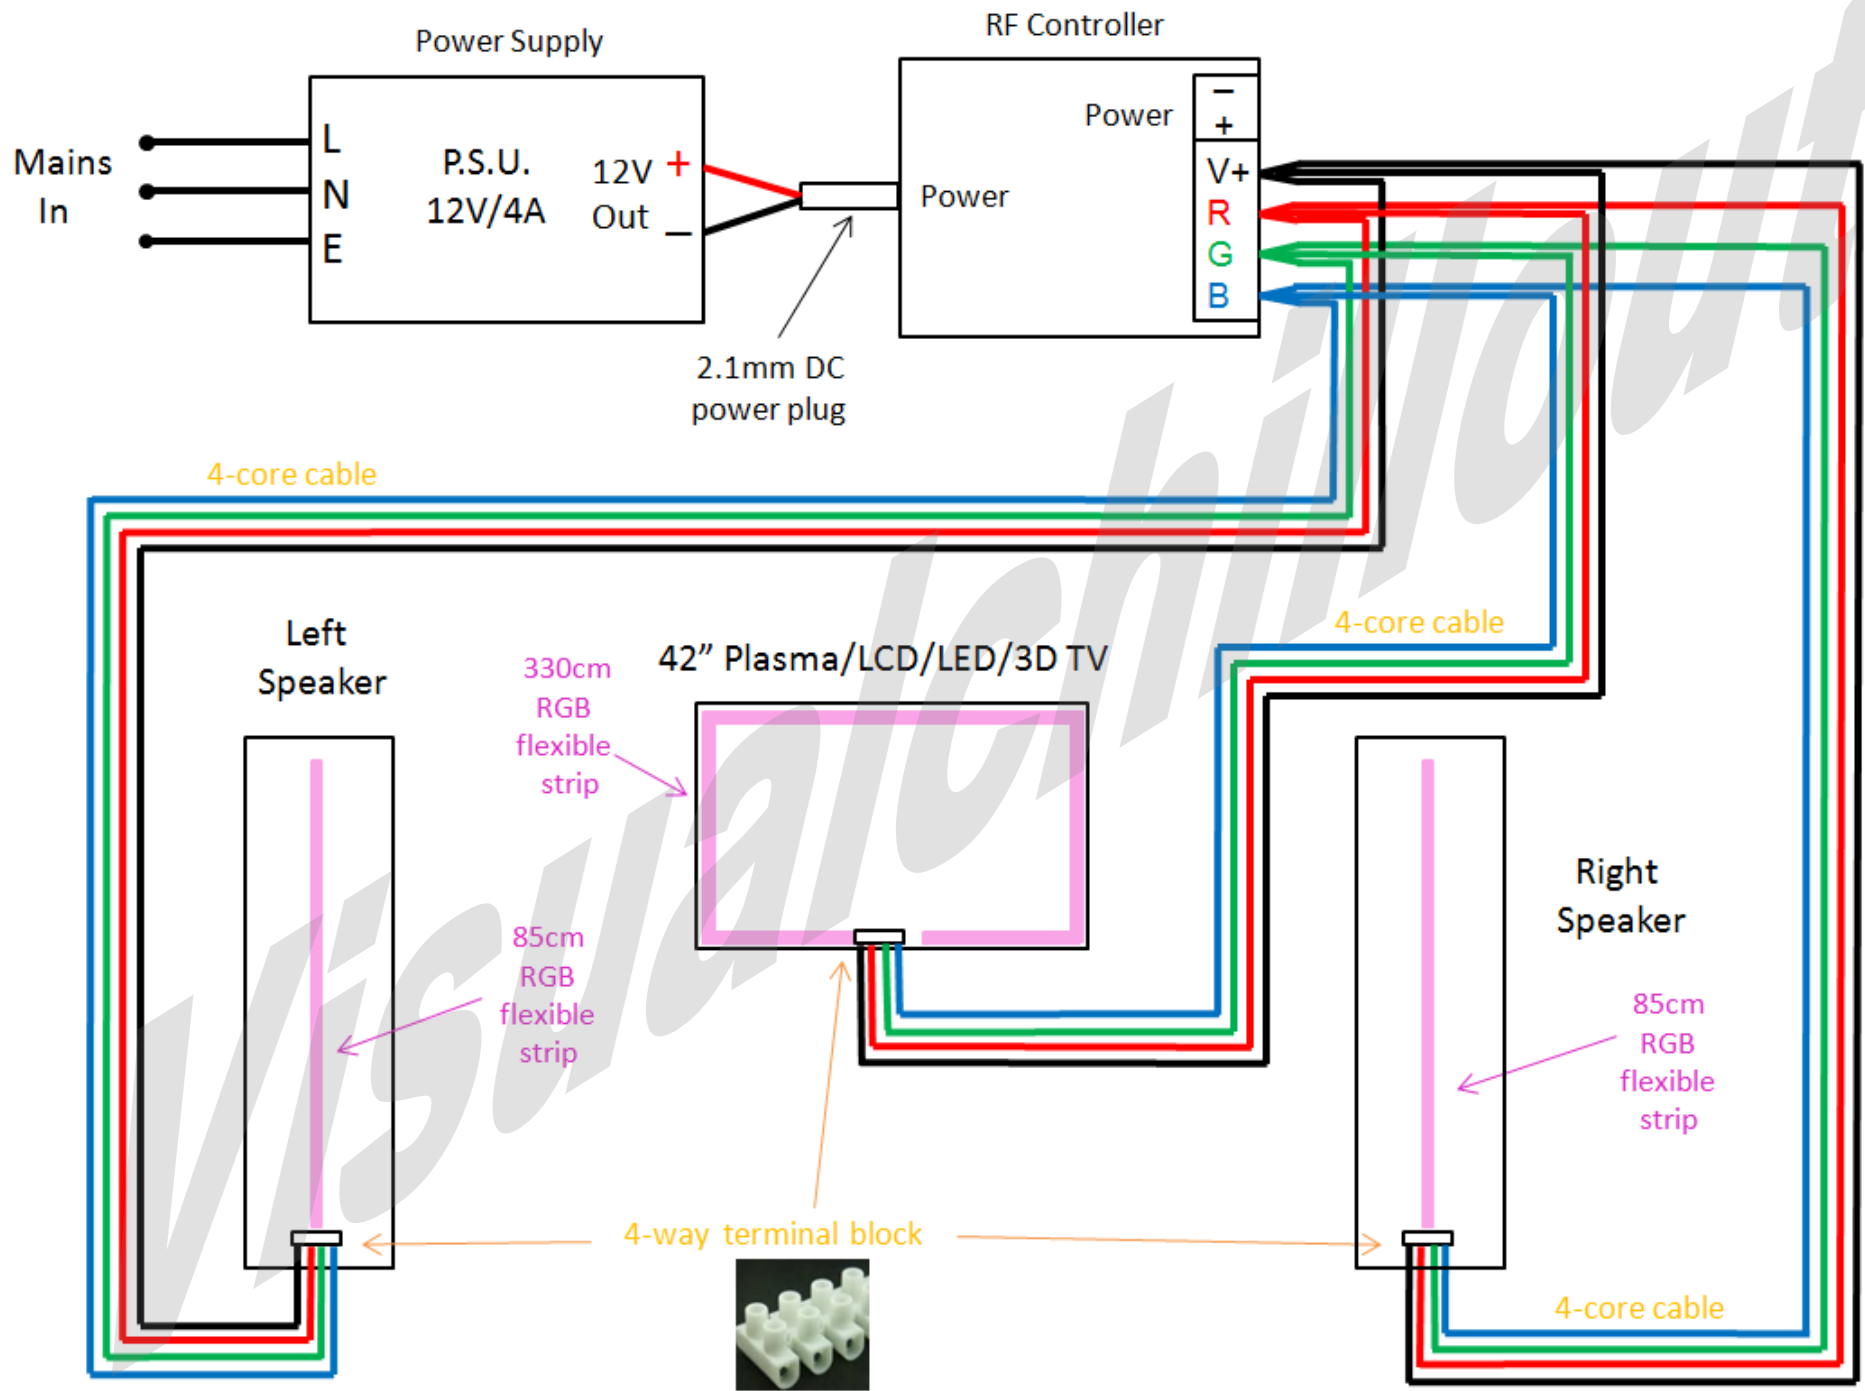 Power Supply
RF Controller
Mains
In
L
N
E
P.S.U.
12V/4A
12V +
Out −
Power
Power
−
+
V+
R
G
B
2.1mm DC
power plug
4-core cable
4-core cable
Left
Speaker
330cm
RGB
flexible
strip
42” Plasma/LCD/LED/3D TV
85cm
RGB
flexible
strip
Right
Speaker
85cm
RGB
flexible
strip
4-way terminal block
4-core cable
Visualchillout